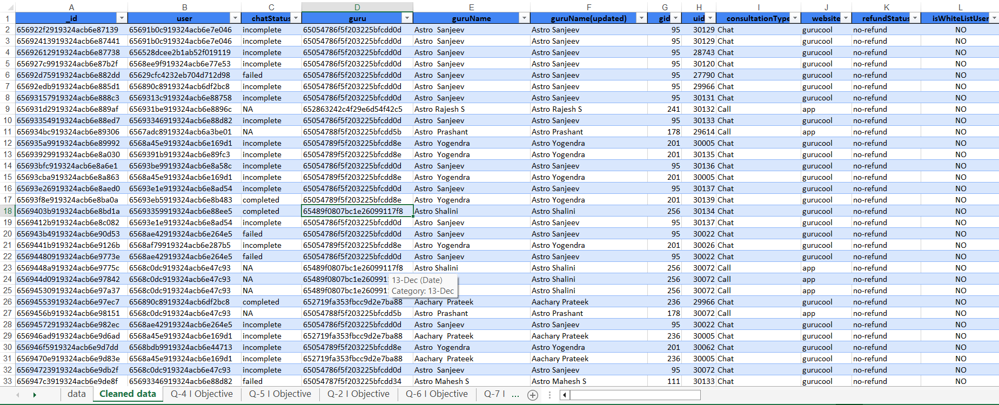 A B C D E F G H I J K L
1 _id user chatStatus guru guruName guruName(updated) gid uid consultationType website refundStatus isWhiteListUser
2 656922f2919324acb6e87139 65691b0c919324acb6e7e046 incomplete 65054786f5f203225bfcdd0d Astro  Sanjeev Astro Sanjeev 95 30129 Chat gurucool no-refund NO
3 65692413919324acb6e87441 65691b0c919324acb6e7e046 incomplete 65054786f5f203225bfcdd0d Astro  Sanjeev Astro Sanjeev 95 30129 Chat gurucool no-refund NO
4 65692612919324acb6e87738 656528dcee2b1ab52f019119 incomplete 65054786f5f203225bfcdd0d Astro  Sanjeev Astro Sanjeev 95 28743 Chat gurucool no-refund NO
5 656927c9919324acb6e87b2f 6568ee9f919324acb6e77e53 incomplete 65054786f5f203225bfcdd0d Astro  Sanjeev Astro Sanjeev 95 30120 Chat gurucool no-refund NO
6 65692d75919324acb6e882dd 65629cfc4232eb704d712d98 failed 65054786f5f203225bfcdd0d Astro  Sanjeev Astro Sanjeev 95 27790 Chat gurucool no-refund NO
7 65692edb919324acb6e885d1 656890c8919324acb6df2bc8 incomplete 65054786f5f203225bfcdd0d Astro  Sanjeev Astro Sanjeev 95 29966 Chat gurucool no-refund NO
8 65693157919324acb6e888c3 6569313c919324acb6e88758 incomplete 65054786f5f203225bfcdd0d Astro  Sanjeev Astro Sanjeev 95 30131 Chat gurucool no-refund NO
9 656931d2919324acb6e889af 656931be919324acb6e8896c NA 652863242c4f29e6d54f42c5 Astro Rajesh S Astro Rajesh S 241 30132 Call app no-refund NO
10 65693354919324acb6e88ed7 65693346919324acb6e88d82 incomplete 65054786f5f203225bfcdd0d Astro  Sanjeev Astro Sanjeev 95 30133 Chat gurucool no-refund NO
11 656934bc919324acb6e89306 6567adc8919324acb6a3be01 NA 65054788f5f203225bfcdd5b Astro  Prashant Astro Prashant 178 29614 Call app no-refund NO
12 656935a9919324acb6e89992 6568a45e919324acb6e169d1 incomplete 65054789f5f203225bfcdd8e Astro  Yogendra Astro Yogendra 201 30005 Chat gurucool no-refund NO
13 65693929919324acb6e8a030 6569391b919324acb6e89fc3 incomplete 65054789f5f203225bfcdd8e Astro  Yogendra Astro Yogendra 201 30135 Chat gurucool no-refund NO
14 65693bfc919324acb6e8a6e1 65693be9919324acb6e8a58c incomplete 65054786f5f203225bfcdd0d Astro  Sanjeev Astro Sanjeev 95 30136 Chat gurucool no-refund NO
15 65693cba919324acb6e8a863 6568a45e919324acb6e169d1 incomplete 65054789f5f203225bfcdd8e Astro  Yogendra Astro Yogendra 201 30005 Chat gurucool no-refund NO
16 65693e26919324acb6e8aed0 65693e1e919324acb6e8ad54 incomplete 65054786f5f203225bfcdd0d Astro  Sanjeev Astro Sanjeev 95 30137 Chat gurucool no-refund NO
17 65693f8e919324acb6e8ba0a 65693eb5919324acb6e8b483 completed 65054789f5f203225bfcdd8e Astro  Yogendra Astro Yogendra 201 30139 Chat gurucool no-refund NO
18 6569403b919324acb6e8bd1a 65693359919324acb6e88ee5 completed 65489f0807bc1e26099117f8 Astro Shalini Astro Shalini 256 30134 Chat gurucool no-refund NO
19 6569412b919324acb6e8c082 65693e1e919324acb6e8ad54 incomplete 65054786f5f203225bfcdd0d Astro  Sanjeev Astro Sanjeev 95 30137 Chat gurucool no-refund NO
20 656943b4919324acb6e90d53 6568ae42919324acb6e264e5 failed 65054786f5f203225bfcdd0d Astro  Sanjeev Astro Sanjeev 95 30022 Chat gurucool no-refund NO
21 6569441b919324acb6e9126b 6568af79919324acb6e287b5 incomplete 65054789f5f203225bfcdd8e Astro  Yogendra Astro Yogendra 201 30026 Chat gurucool no-refund NO
22 65694480919324acb6e9773e 6568ae42919324acb6e264e5 failed 65054786f5f203225bfcdd0d Astro  Sanjeev Astro Sanjeev 95 30022 Chat gurucool no-refund NO
23 6569448a919324acb6e9775c 6568c0dc919324acb6e47c93 NA 65489f0807bc1e26099117f8 Astro Shalini Astro Shalini 256 30072 Call app no-refund NO
24 656944d0919324acb6e97842 6568c0dc919324acb6e47c93 NA 65489f0807bc1e260991 Astro Shalini 256 30072 Call app no-refund NO
13-Dec (Date)
25 65694530919324acb6e97a37 6568c0dc919324acb6e47c93 NA 65489f0807bc1e260991 Astro Shalini 256 30072 Call app no-refund NO
Category: 13-Dec
26 65694553919324acb6e97ec7 656890c8919324acb6df2bc8 completed 652719fa353fbcc9d2e7ba88 Aachary  Prateek Aachary Prateek 236 29966 Chat gurucool no-refund NO
27 6569456b919324acb6e98151 6568c0dc919324acb6e47c93 NA 65054788f5f203225bfcdd5b Astro  Prashant Astro Prashant 178 30072 Call app no-refund NO
28 65694572919324acb6e982ec 6568ae42919324acb6e264e5 incomplete 65054786f5f203225bfcdd0d Astro  Sanjeev Astro Sanjeev 95 30022 Chat gurucool no-refund NO
29 656946ad919324acb6e9d6ad 6568a45e919324acb6e169d1 incomplete 652719fa353fbcc9d2e7ba88 Aachary  Prateek Aachary Prateek 236 30005 Chat gurucool no-refund NO
30 656946f5919324acb6e9d7dd 6568bdb9919324acb6e44713 incomplete 65054789f5f203225bfcdd8e Astro  Yogendra Astro Yogendra 201 30062 Chat gurucool no-refund NO
31 6569470e919324acb6e9d83e 6568a45e919324acb6e169d1 incomplete 652719fa353fbcc9d2e7ba88 Aachary  Prateek Aachary Prateek 236 30005 Chat gurucool no-refund NO
32 65694723919324acb6e9db2f 6568c0dc919324acb6e47c93 incomplete 65054786f5f203225bfcdd0d Astro  Sanjeev Astro Sanjeev 95 30072 Chat gurucool no-refund NO
33 656947c3919324acb6e9de8f 65693346919324acb6e88d82 failed 65054787f5f203225bfcdd34 Astro Mahesh S Astro Mahesh S 111 30133 Chat gurucool no-refund NO
data Cleaned data Q-4 I Objective Q-5 I Objective Q-2 I Objective Q-6 I Objective Q-7 I ...